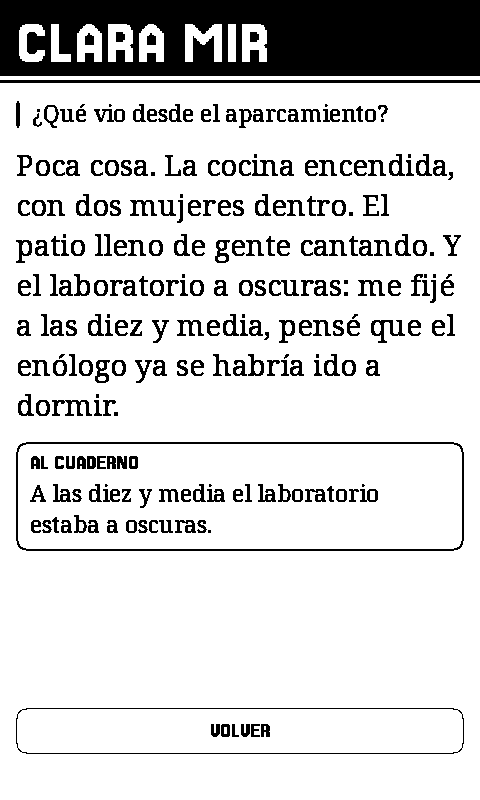 CLARA MIR
¿Qué vio desde el aparcamiento?
Poca cosa. La cocina encendida,
con dos mujeres dentro. El
patio lleno de gente cantando. Y
el laboratorio a oscuras: me fijé
a las diez y media, pensé que el
enólogo ya se habría ido a
dormir.
AL CUADERNO
A las diez y media el laboratorio
estaba a oscuras.
VOLVER